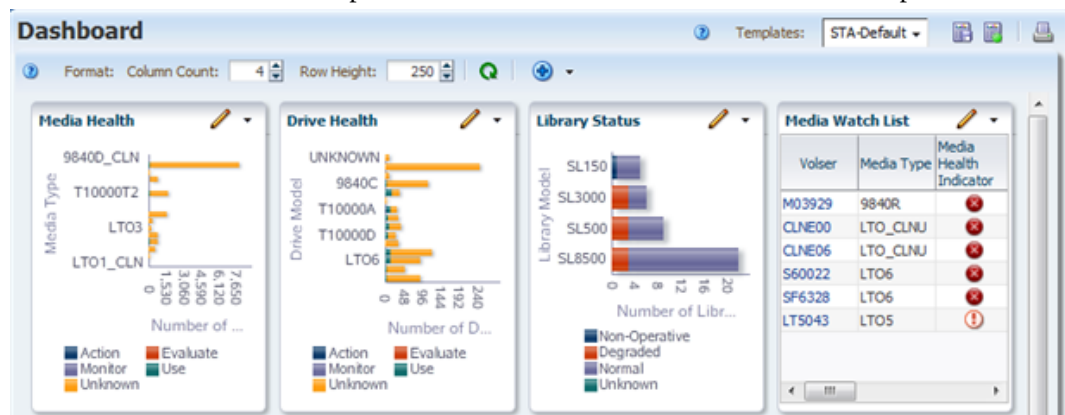 Dashboard
Templates: STA-Default
Format: Column Count: 4 Row Height: 250
Media Health
Media Type
9840D_CLN
T10000T2
LTO3
LTO1_CLN
0 1,530 3,060 4,590 6,120 7,650
Number of ...
Action Evaluate
Monitor Use
Unknown
Drive Health
Drive Model
UNKNOWN
9840C
T10000A
T10000D
LTO6
0 48 96 144 192 240
Number of D...
Action Evaluate
Monitor Use
Unknown
Library Status
Library Model
SL150
SL3000
SL500
SL8500
0 4 8 12 16 20
Number of Libr...
Non-Operative
Degraded
Normal
Unknown
Media Watch List
Volser Media Type Media Health Indicator
M03929 9840R
CLNE00 LTO_CLNU
CLNE06 LTO_CLNU
S60022 LTO6
SF6328 LTO6
LT5043 LTO5